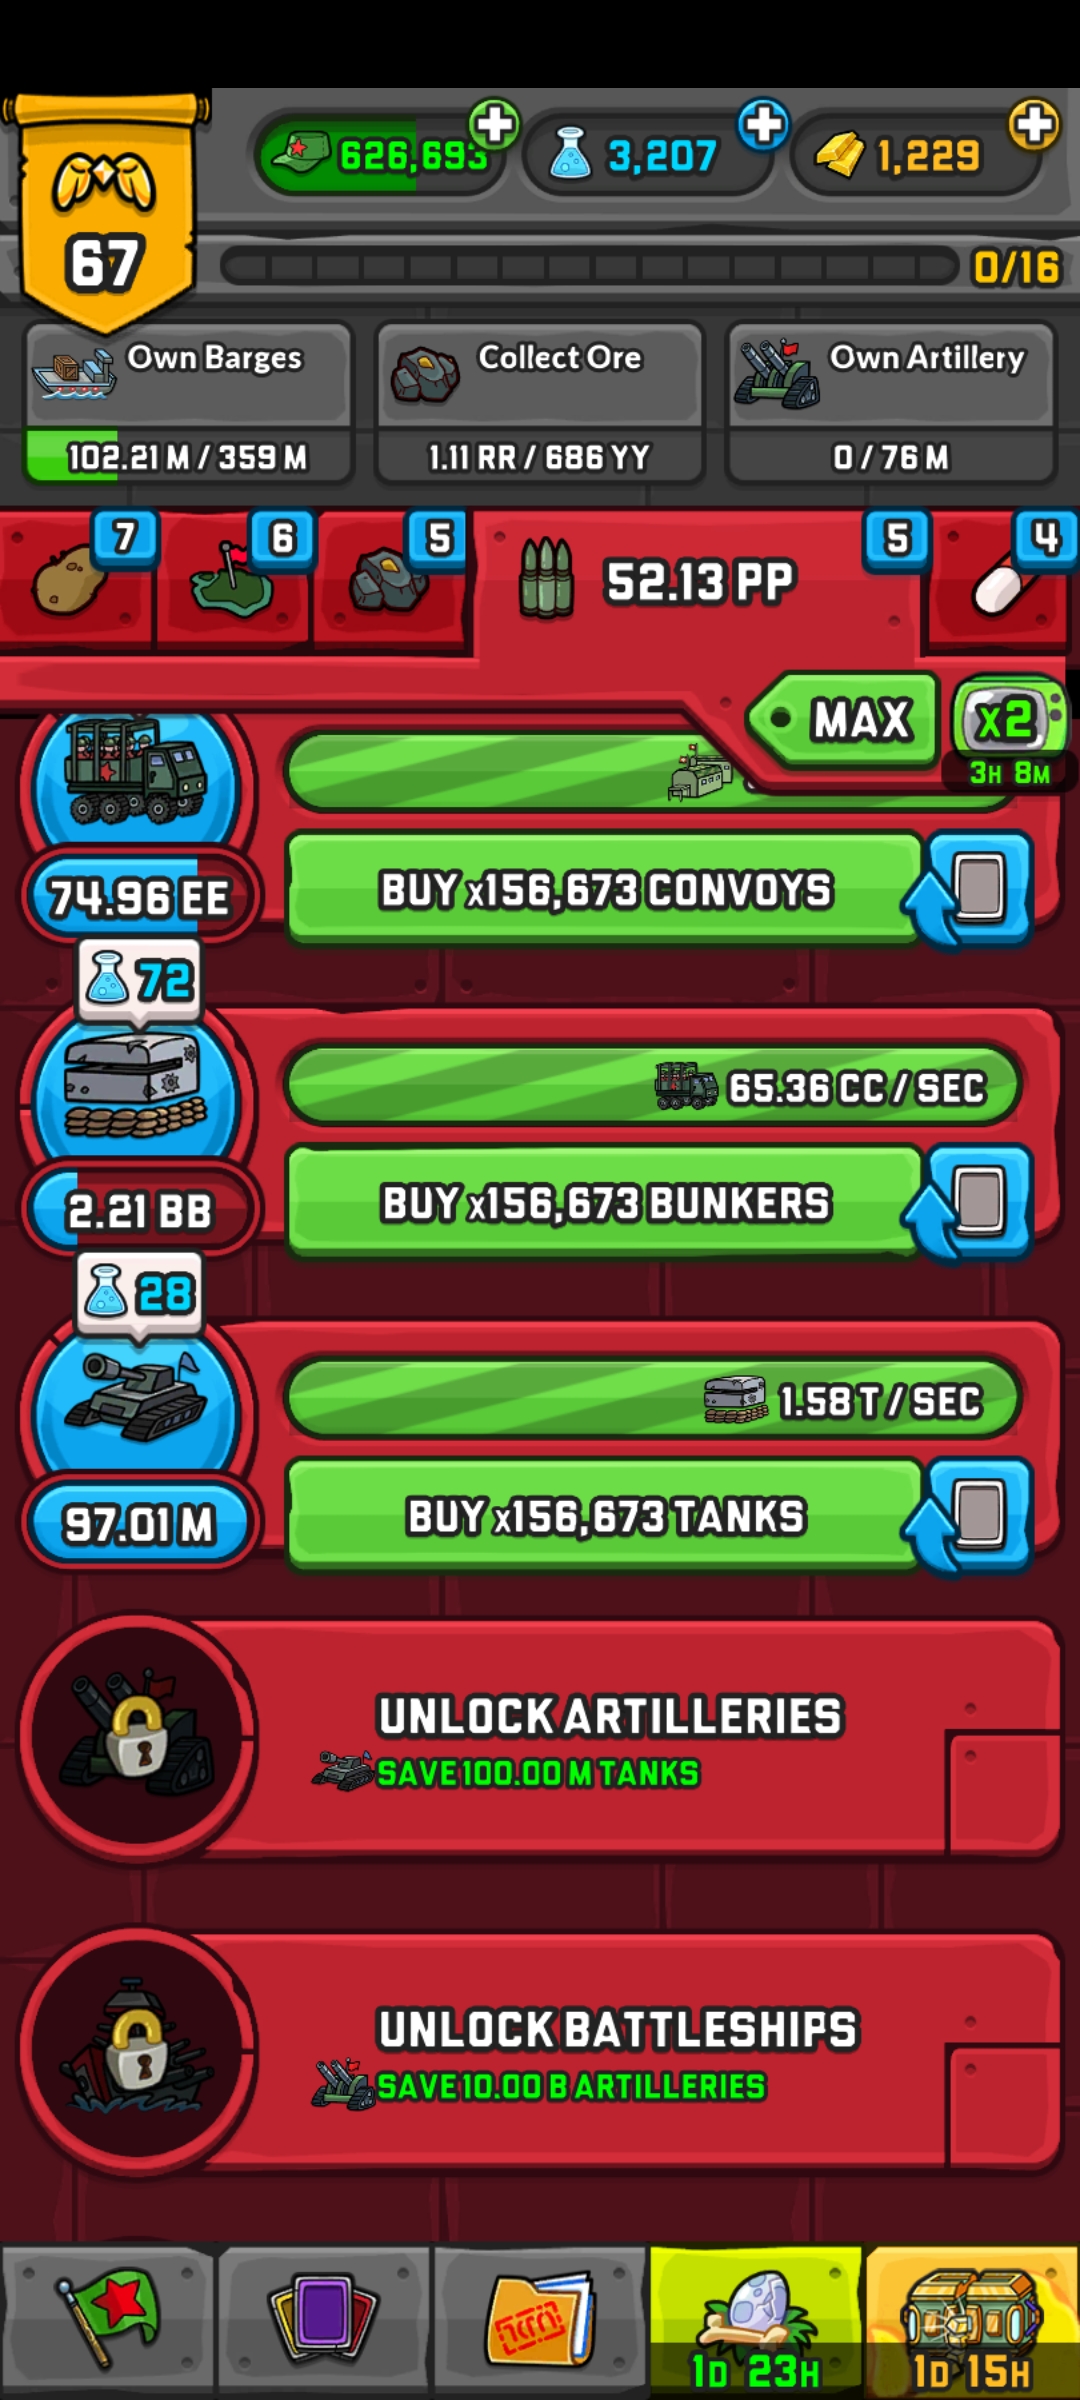 626,693
3,207
1,229
67
0/16
Own Barges
Collect Ore
Own Artillery
102.21 M / 359 M
1.11 RR / 686 YY
0 / 76 M
7
6
5
52.13 PP
5
4
MAX
x2
3H 8M
74.96 EE
BUY x156,673 CONVOYS
72
65.36 CC / SEC
2.21 BB
BUY x156,673 BUNKERS
28
1.58 T / SEC
97.01 M
BUY x156,673 TANKS
UNLOCK ARTILLERIES
SAVE 100.00 M TANKS
UNLOCK BATTLESHIPS
SAVE 10.00 B ARTILLERIES
1D 23H
1D 15H